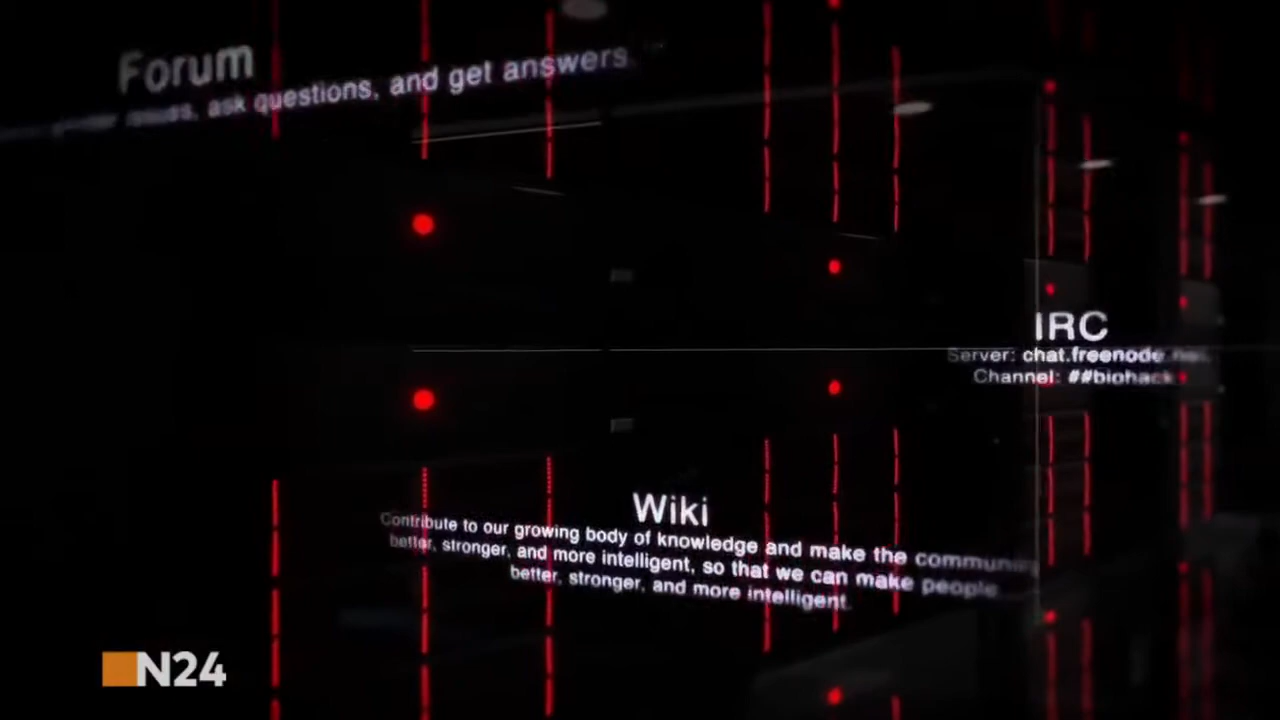 Forum
ask questions, and get answers.
IRC
Server: chat.freenode.net
Channel: ##biohack
Wiki
Contribute to our growing body of knowledge and make the
better, stronger, and more intelligent, so that we can make people
better, stronger, and more intelligent.
N24